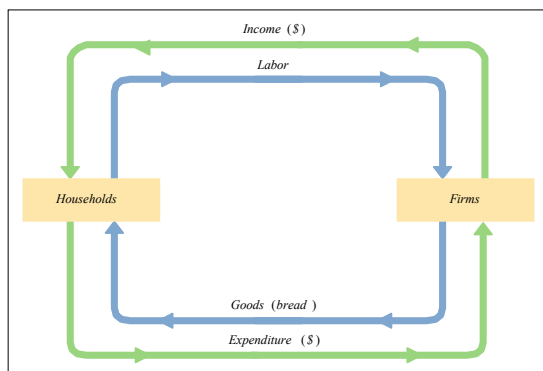 Income ($)
Labor
Households
Firms
Goods (bread)
Expenditure ($)